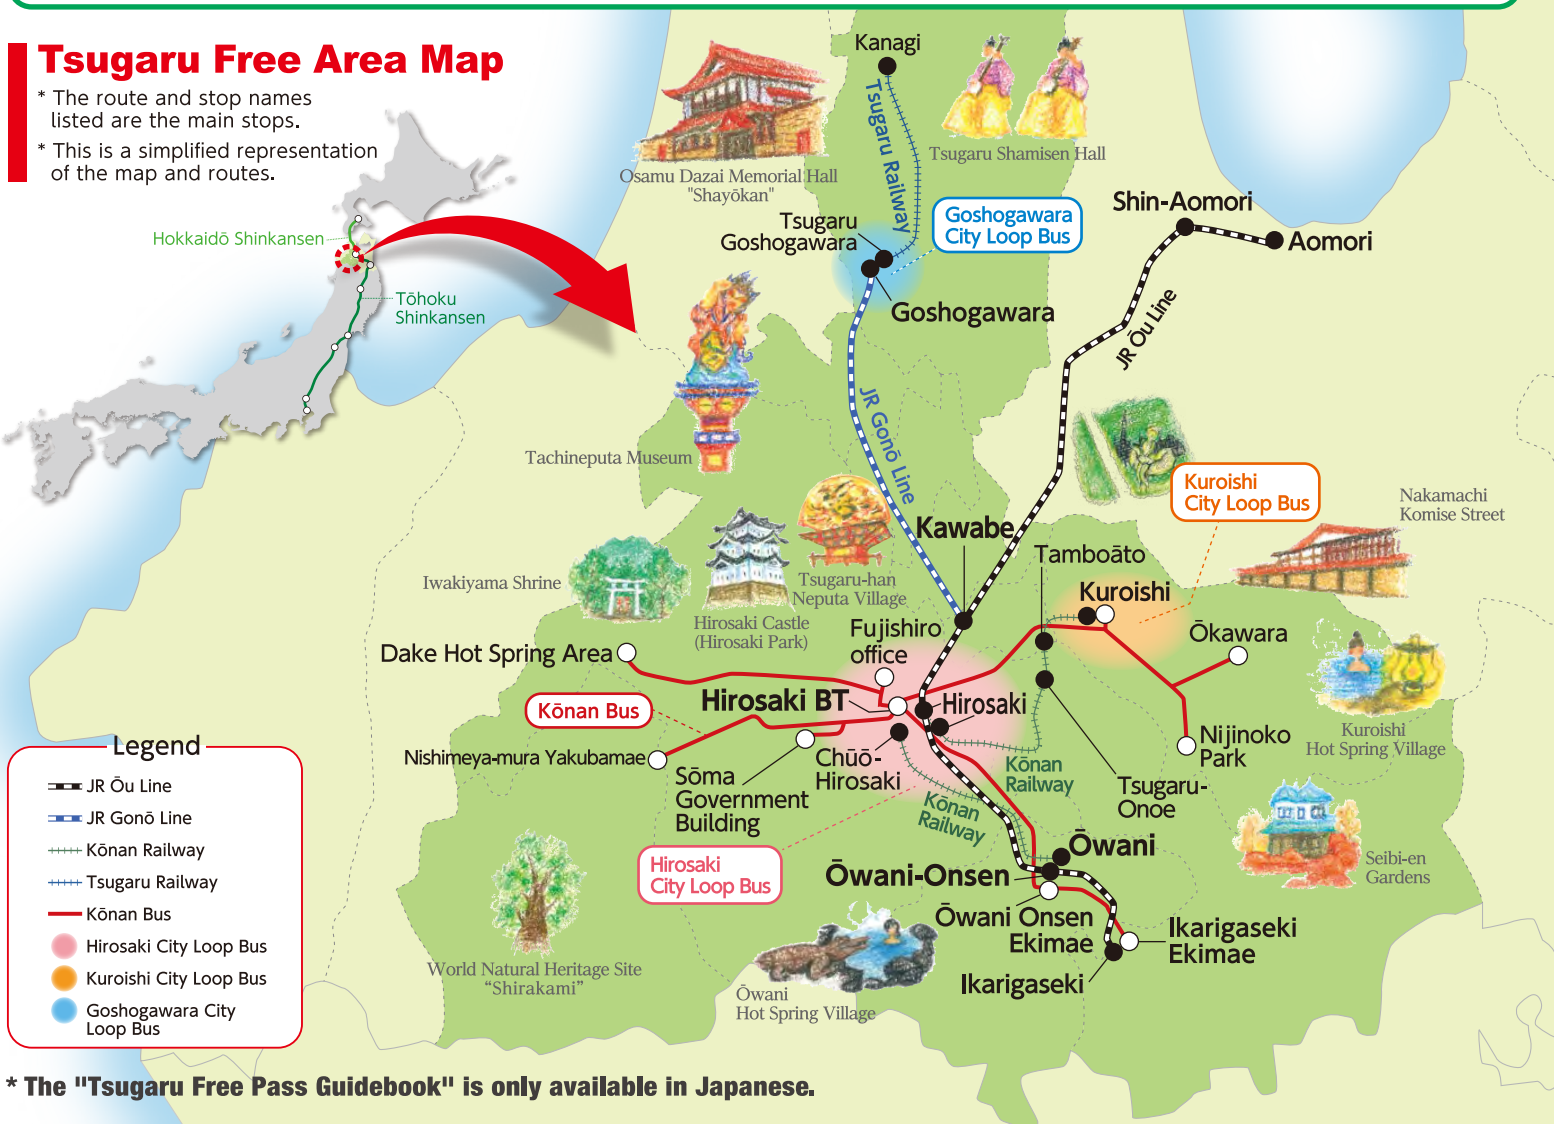 Tsugaru Free Area Map
* The route and stop names
listed are the main stops.
* This is a simplified representation
of the map and routes.
Hokkaidō Shinkansen
Tōhoku
Shinkansen
Kanagi
Tsugaru Railway
Tsugaru Shamisen Hall
Osamu Dazai Memorial Hall
"Shayōkan"
Tsugaru
Goshogawara
Goshogawara
City Loop Bus
Goshogawara
Shin-Aomori
Aomori
JR Ōu Line
JR Gonō Line
Tachineputa Museum
Kuroishi
City Loop Bus
Nakamachi
Komise Street
Kawabe
Tamboāto
Kuroishi
Iwakiyama Shrine
Tsugaru-han
Neputa Village
Hirosaki Castle
(Hirosaki Park)
Fujishiro
office
Ōkawara
Dake Hot Spring Area
Hirosaki BT
Hirosaki
Kōnan Bus
Nishimeya-mura Yakubamae
Sōma
Government
Building
Chūō-
Hirosaki
Kōnan
Railway
Kōnan
Railway
Tsugaru-
Onoe
Nijinoko
Park
Kuroishi
Hot Spring Village
Seibi-en
Gardens
Hirosaki
City Loop Bus
Ōwani
Ōwani-Onsen
Ōwani Onsen
Ekimae
Ikarigaseki
Ekimae
Ikarigaseki
World Natural Heritage Site
“Shirakami”
Ōwani
Hot Spring Village
Legend
JR Ōu Line
JR Gonō Line
Kōnan Railway
Tsugaru Railway
Kōnan Bus
Hirosaki City Loop Bus
Kuroishi City Loop Bus
Goshogawara City
Loop Bus
* The "Tsugaru Free Pass Guidebook" is only available in Japanese.